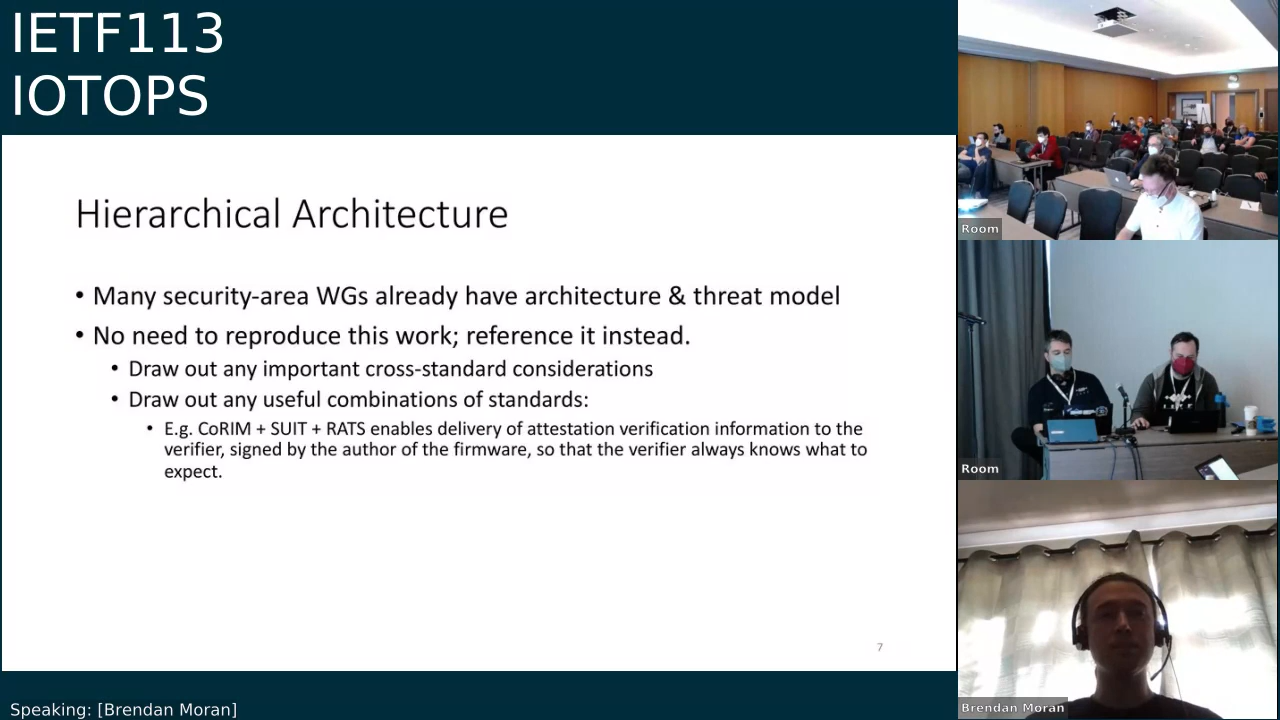 IETF113
IOTOPS
Hierarchical Architecture
• Many security-area WGs already have architecture & threat model
• No need to reproduce this work; reference it instead.
• Draw out any important cross-standard considerations
• Draw out any useful combinations of standards:
• E.g. CoRIM + SUIT + RATS enables delivery of attestation verification information to the
verifier, signed by the author of the firmware, so that the verifier always knows what to
expect.
7
Speaking: [Brendan Moran]
Room
Room
Brendan Moran